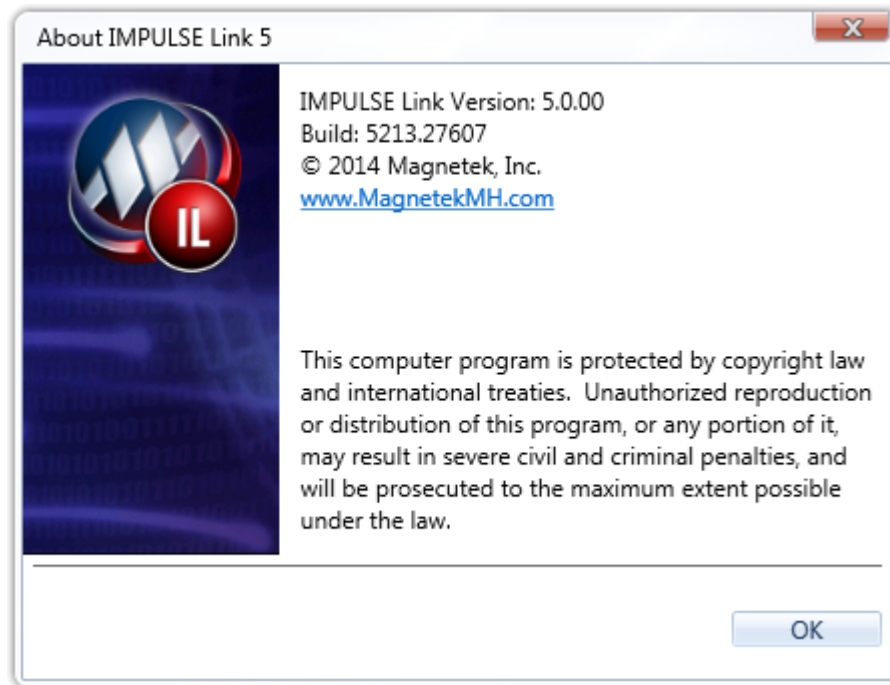 About IMPULSE Link 5
IMPULSE Link Version: 5.0.00
Build: 5213.27607
© 2014 Magnetek, Inc.
www.MagnetekMH.com
IL
This computer program is protected by copyright law
and international treaties.  Unauthorized reproduction
or distribution of this program, or any portion of it,
may result in severe civil and criminal penalties, and
will be prosecuted to the maximum extent possible
under the law.
OK